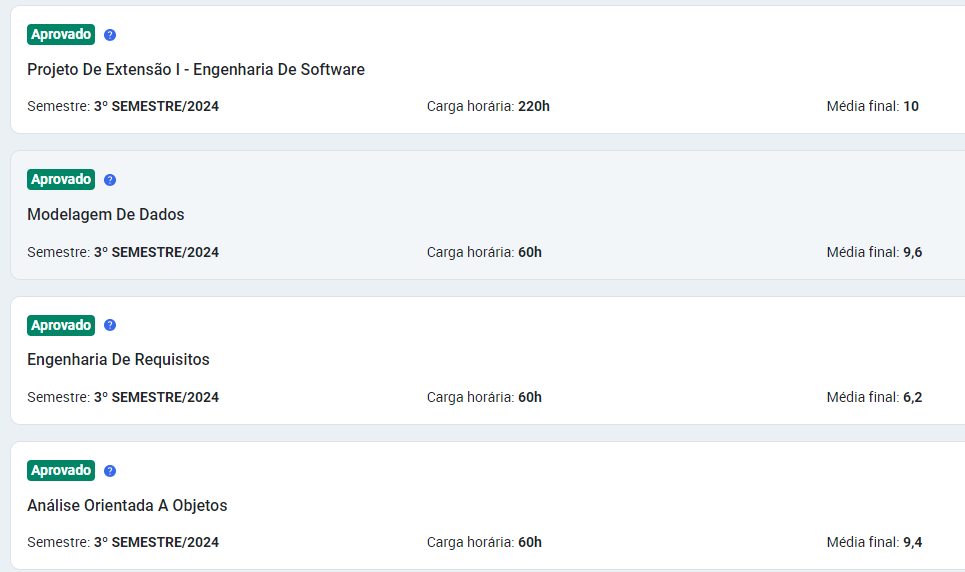 Aprovado ?
Projeto De Extensão I - Engenharia De Software
Semestre: 3º SEMESTRE/2024 Carga horária: 220h Média final: 10
Aprovado ?
Modelagem De Dados
Semestre: 3º SEMESTRE/2024 Carga horária: 60h Média final: 9,6
Aprovado ?
Engenharia De Requisitos
Semestre: 3º SEMESTRE/2024 Carga horária: 60h Média final: 6,2
Aprovado ?
Análise Orientada A Objetos
Semestre: 3º SEMESTRE/2024 Carga horária: 60h Média final: 9,4